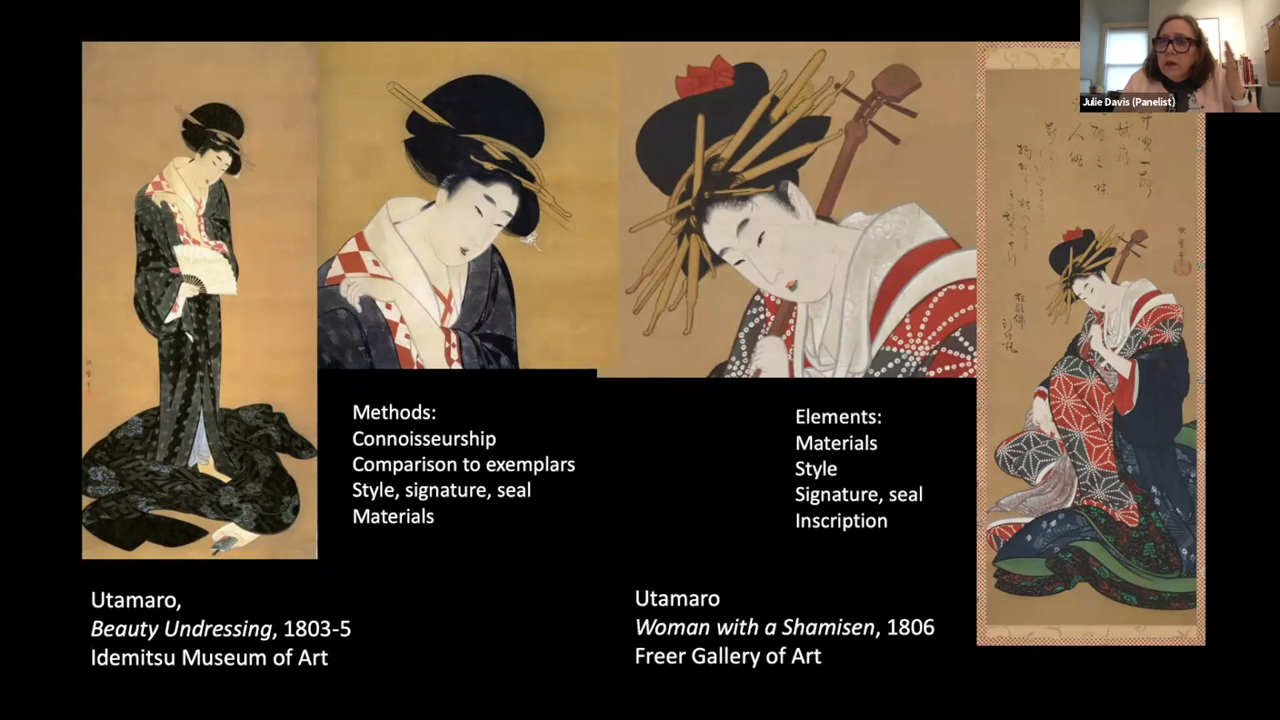 Julie Davis (Panelist)
Methods:
Connoisseurship
Comparison to exemplars
Style, signature, seal
Materials
Elements:
Materials
Style
Signature, seal
Inscription
Utamaro,
Beauty Undressing, 1803-5
Idemitsu Museum of Art
Utamaro
Woman with a Shamisen, 1806
Freer Gallery of Art